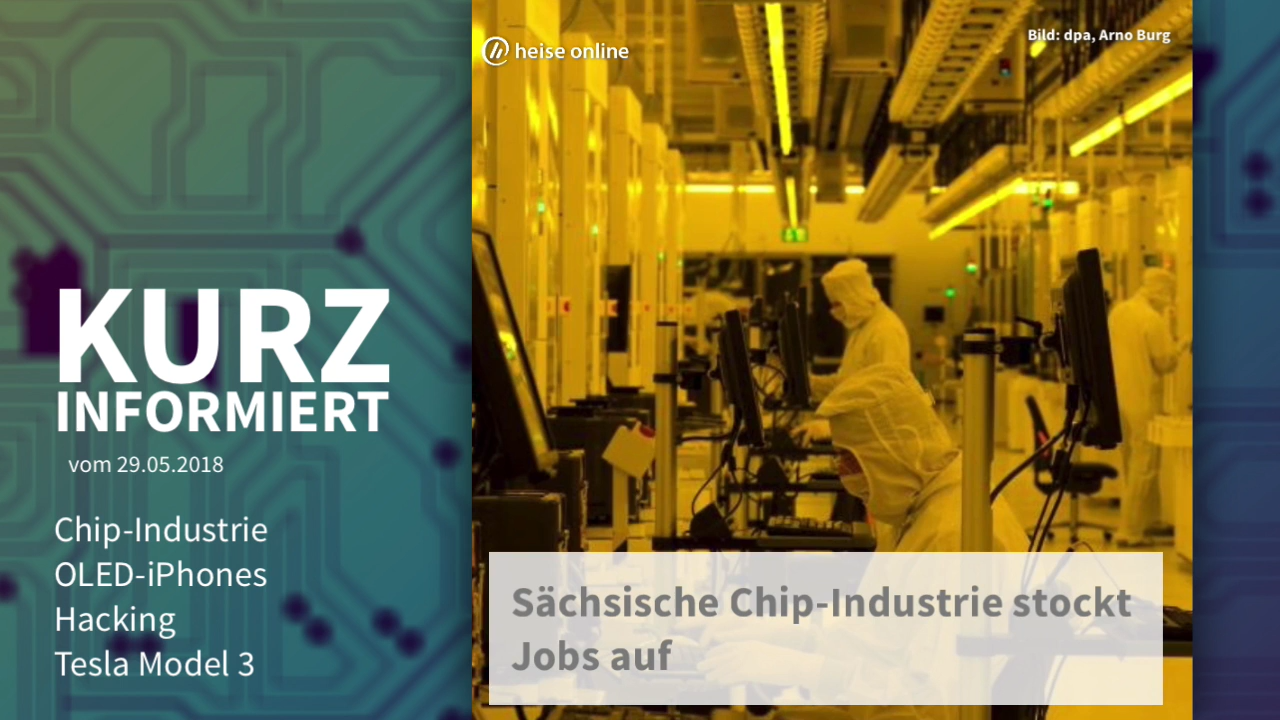 KURZ
INFORMIERT
vom 29.05.2018
Chip-Industrie
OLED-iPhones
Hacking
Tesla Model 3
heise online
Bild: dpa, Arno Burg
Sächsische Chip-Industrie stockt
Jobs auf